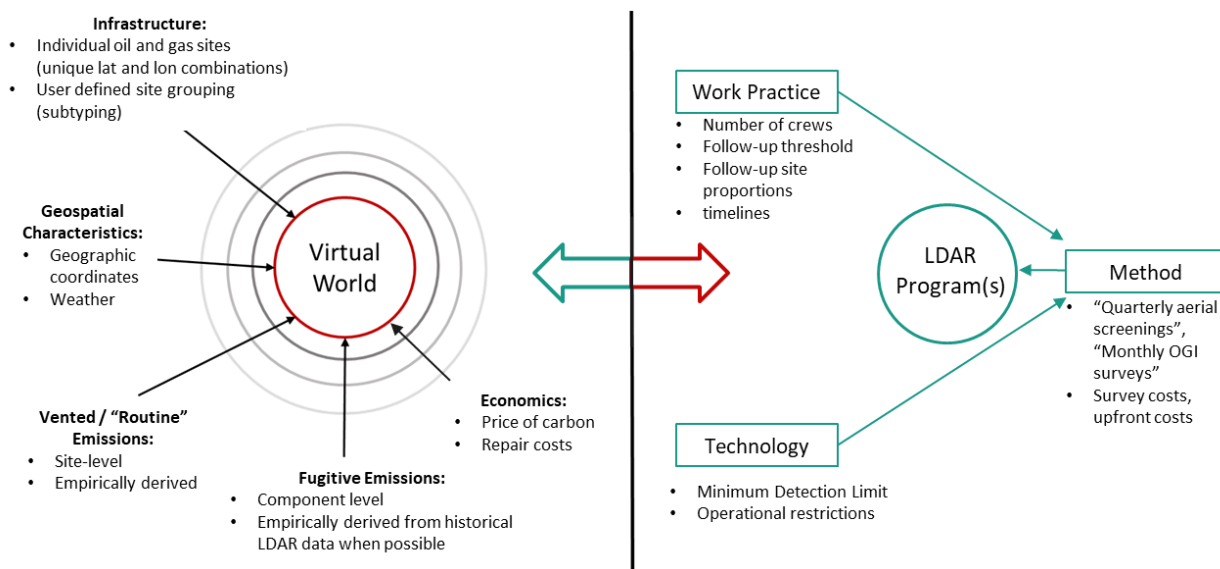 Infrastructure:
• Individual oil and gas sites
(unique lat and lon combinations)
• User defined site grouping
(subtyping)
Geospatial
Characteristics:
• Geographic
coordinates
• Weather
Virtual
World
Vented / “Routine”
Emissions:
• Site-level
• Empirically derived
Fugitive Emissions:
• Component level
• Empirically derived from historical
LDAR data when possible
Economics:
• Price of carbon
• Repair costs
Work Practice
• Number of crews
• Follow-up threshold
• Follow-up site
proportions
• timelines
LDAR
Program(s)
Method
• “Quarterly aerial
screenings”,
“Monthly OGI
surveys”
• Survey costs,
upfront costs
Technology
• Minimum Detection Limit
• Operational restrictions